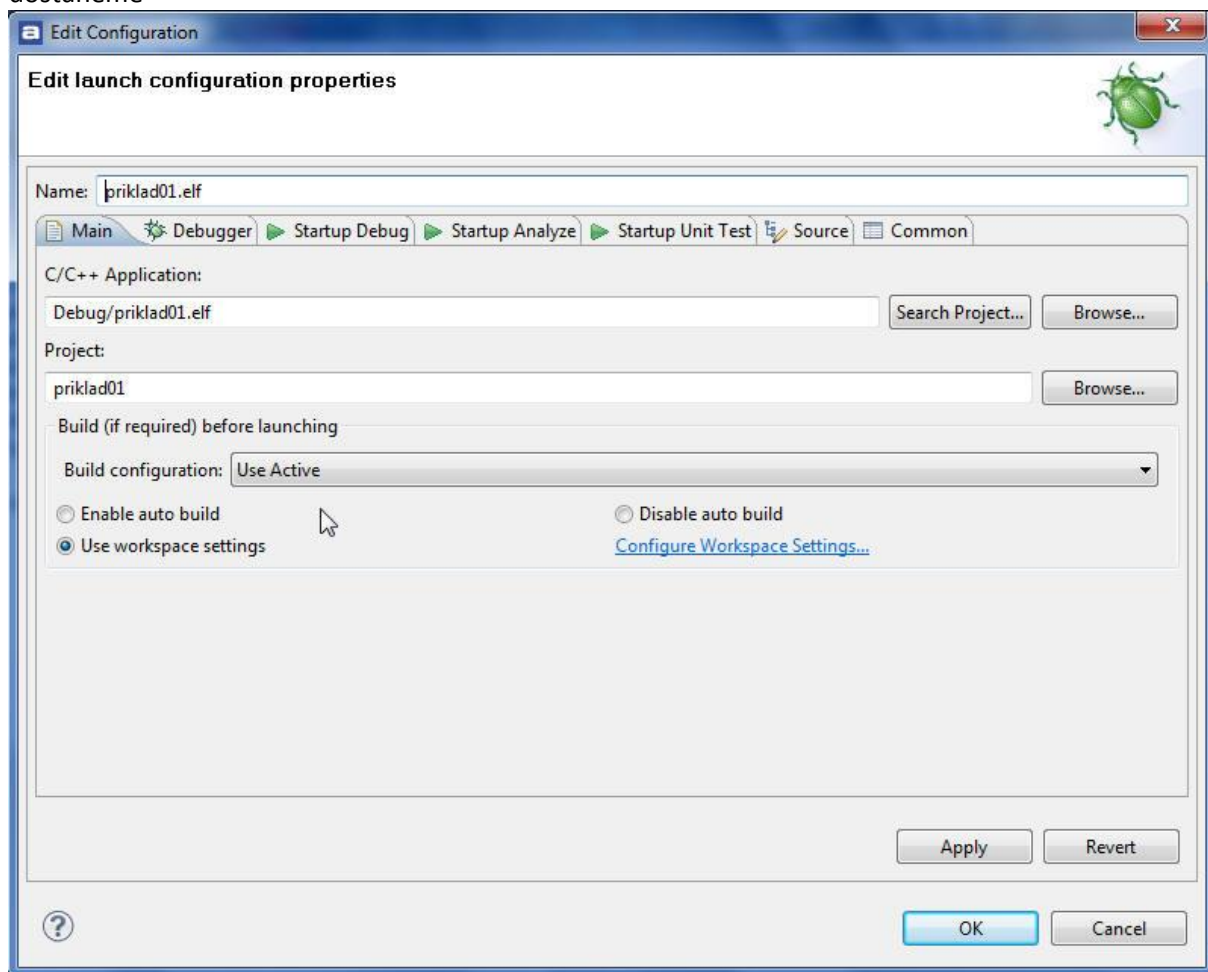 dostaneme
Edit Configuration
Edit launch configuration properties
Name: priklad01.elf
Main Debugger Startup Debug Startup Analyze Startup Unit Test Source Common
C/C++ Application:
Debug/priklad01.elf Search Project... Browse...
Project:
priklad01 Browse...
Build (if required) before launching
Build configuration: Use Active
Enable auto build Disable auto build
Use workspace settings Configure Workspace Settings...
Apply Revert
OK Cancel